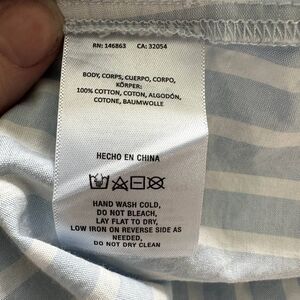 RN: 146863 CA: 32054
BODY, CORPS, CUERPO, CORPO,
KÖRPER:
100% COTTON, COTON, ALGODÓN,
COTONE, BAUMWOLLE
HECHO EN CHINA
HAND WASH COLD,
DO NOT BLEACH,
LAY FLAT TO DRY,
LOW IRON ON REVERSE SIDE AS
NEEDED,
DO NOT DRY CLEAN